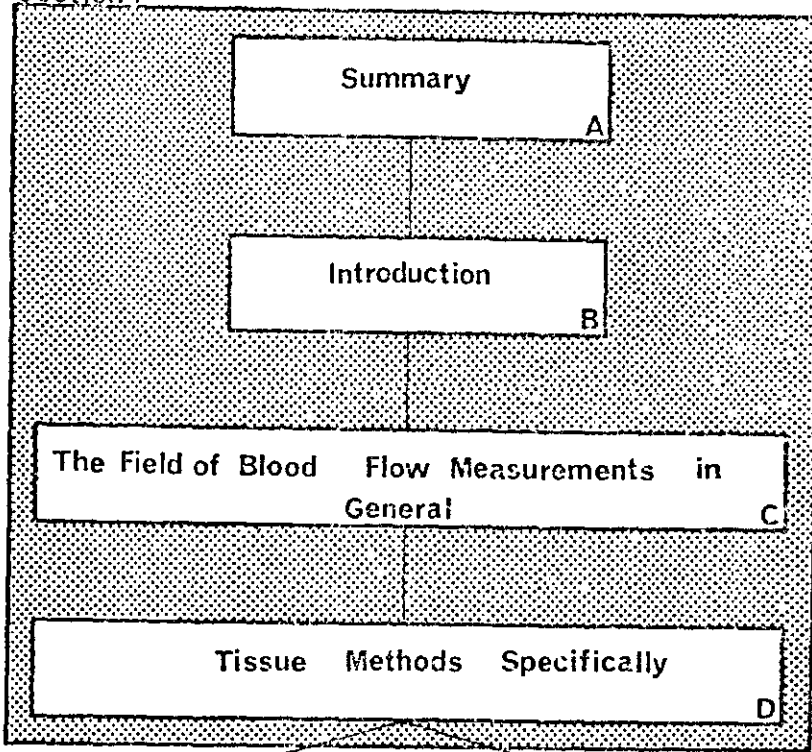 Summary
A
Introduction
B
The Field of Blood Flow Measurements in
General
C
Tissue Methods Specifically
D